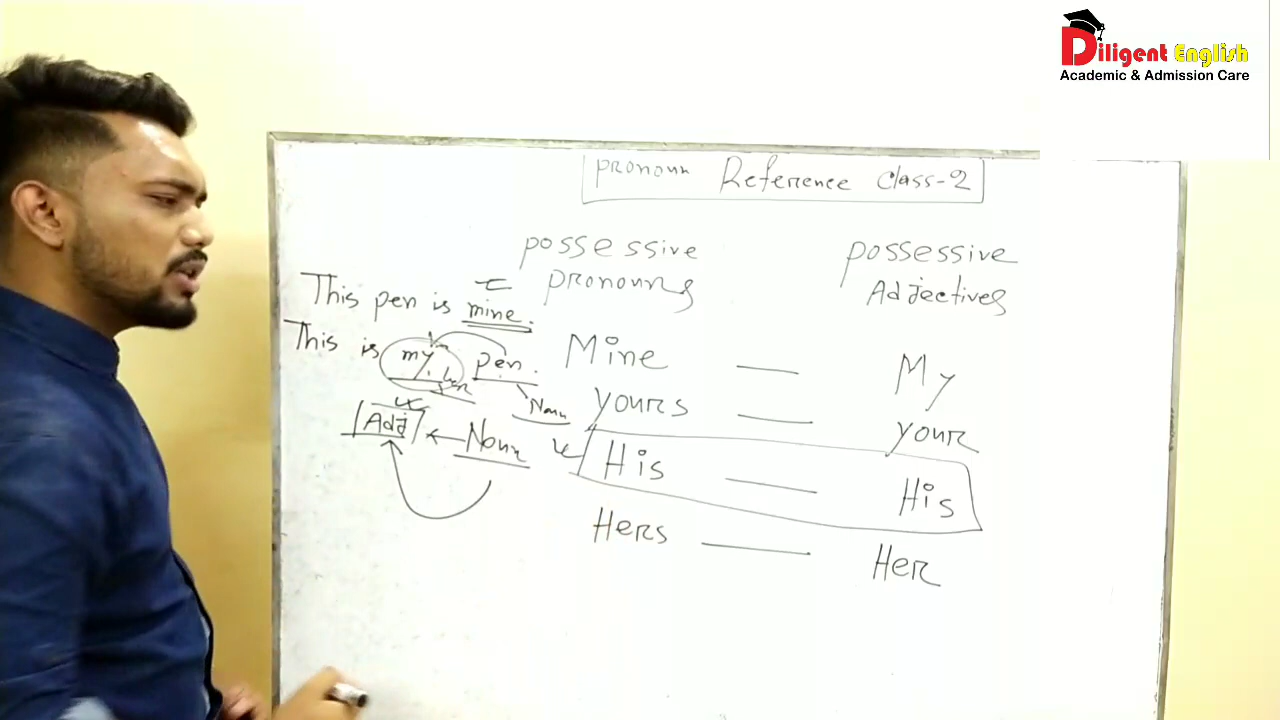 Diligent English
Academic & Admission Care
Pronoun Reference Class-2
possessive pronouns
possessive Adjectives
This pen is mine.
This is my pen.
Noun
Adj ← Noun
Mine — My
yours — your
His — His
Hers — Her